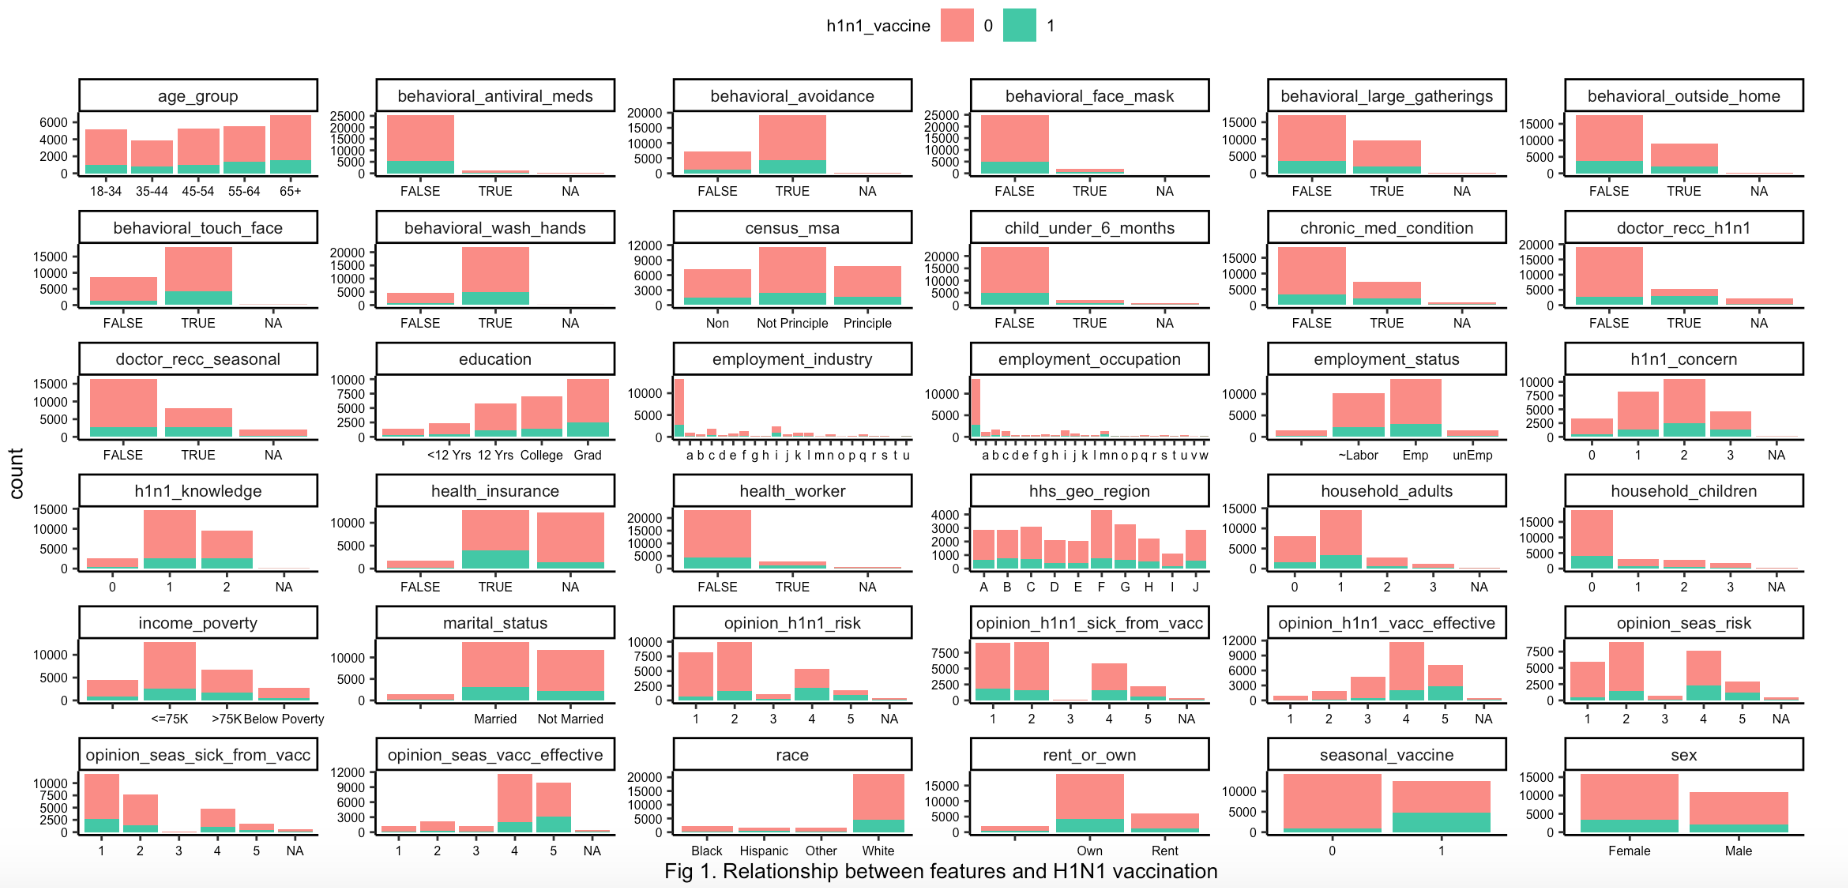 h1n1_vaccine 0 1
age_group behavioral_antiviral_meds behavioral_avoidance behavioral_face_mask behavioral_large_gatherings behavioral_outside_home
6000 4000 2000 0
18-34 35-44 45-54 55-64 65+
25000 20000 15000 10000 5000 0
FALSE TRUE NA
20000 15000 10000 5000 0
FALSE TRUE NA
25000 20000 15000 10000 5000 0
FALSE TRUE NA
15000 10000 5000 0
FALSE TRUE NA
15000 10000 5000 0
FALSE TRUE NA
behavioral_touch_face behavioral_wash_hands census_msa child_under_6_months chronic_med_condition doctor_recc_h1n1
15000 10000 5000 0
FALSE TRUE NA
20000 15000 10000 5000 0
FALSE TRUE NA
12000 9000 6000 3000 0
Non Not Principle Principle
20000 15000 10000 5000 0
FALSE TRUE NA
15000 10000 5000 0
FALSE TRUE NA
20000 15000 10000 5000 0
FALSE TRUE NA
doctor_recc_seasonal education employment_industry employment_occupation employment_status h1n1_concern
15000 10000 5000 0
FALSE TRUE NA
10000 7500 5000 2500 0
<12 Yrs 12 Yrs College Grad
10000 5000 0
a b c d e f g h i j k l m n o p q r s t u
10000 5000 0
a b c d e f g h i j k l m n o p q r s t u v w
10000 5000 0
~Labor Emp unEmp
10000 7500 5000 2500 0
0 1 2 3 NA
count
h1n1_knowledge health_insurance health_worker hhs_geo_region household_adults household_children
15000 10000 5000 0
0 1 2 NA
10000 5000 0
FALSE TRUE NA
20000 15000 10000 5000 0
FALSE TRUE NA
4000 3000 2000 1000 0
A B C D E F G H I J
15000 10000 5000 0
0 1 2 3 NA
15000 10000 5000 0
0 1 2 3 NA
income_poverty marital_status opinion_h1n1_risk opinion_h1n1_sick_from_vacc opinion_h1n1_vacc_effective opinion_seas_risk
10000 5000 0
<=75K >75K Below Poverty
10000 5000 0
Married Not Married
10000 7500 5000 2500 0
1 2 3 4 5 NA
7500 5000 2500 0
1 2 3 4 5 NA
12000 9000 6000 3000 0
1 2 3 4 5 NA
7500 5000 2500 0
1 2 3 4 5 NA
opinion_seas_sick_from_vacc opinion_seas_vacc_effective race rent_or_own seasonal_vaccine sex
10000 7500 5000 2500 0
1 2 3 4 5 NA
12000 9000 6000 3000 0
1 2 3 4 5 NA
20000 15000 10000 5000 0
Black Hispanic Other White
15000 10000 5000 0
Own Rent
10000 5000 0
0 1
15000 10000 5000 0
Female Male
Fig 1. Relationship between features and H1N1 vaccination